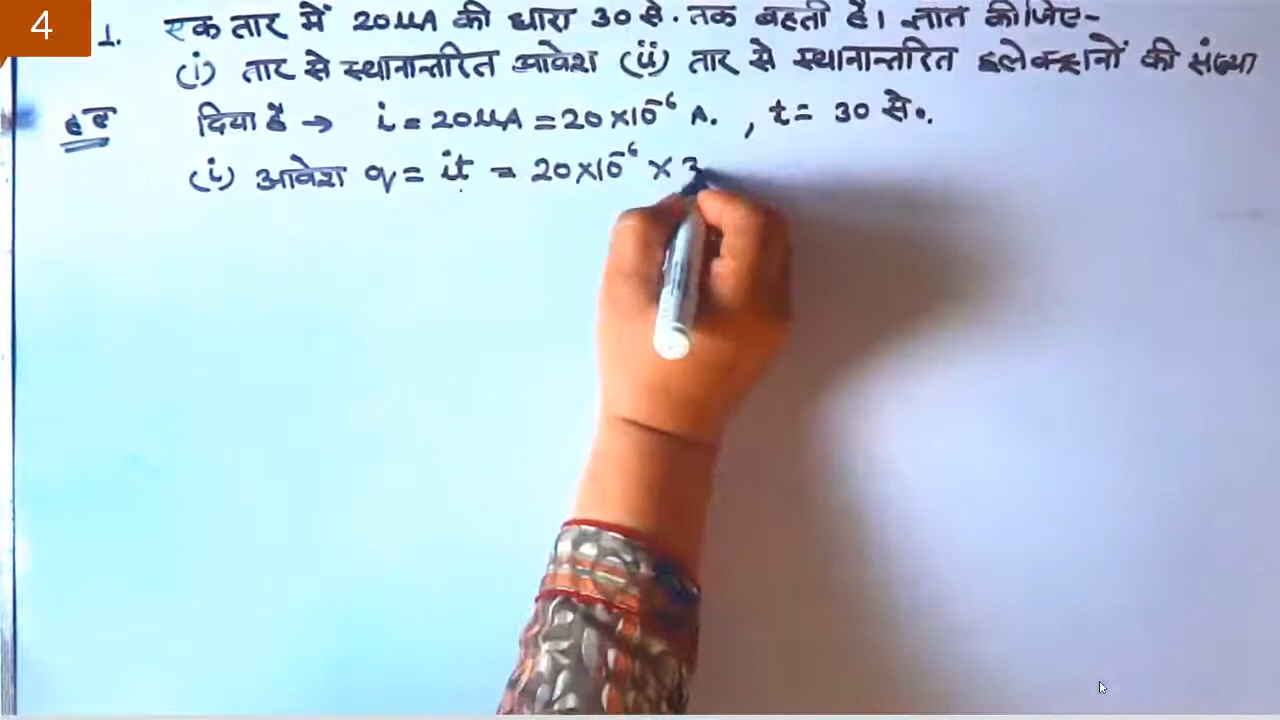 4
1. एक तार में 20μA की धारा 30 से. तक बहती है। ज्ञात कीजिए-
(i) तार से स्थानान्तरित आवेश (ii) तार से स्थानान्तरित इलेक्ट्रानों की संख्या
हल दिया है → i = 20μA = 20×10⁻⁶ A. , t = 30 से.
(i) आवेश q = it = 20×10⁻⁶ × 3